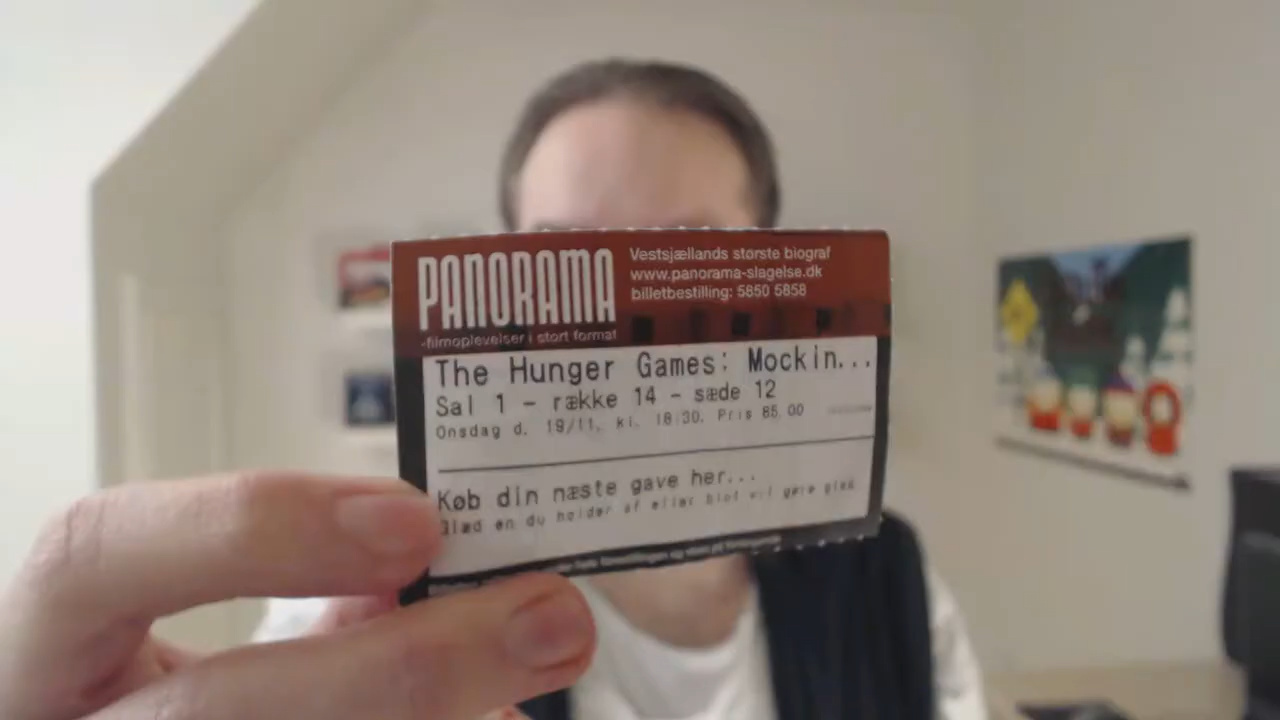 PANORAMA
-filmoplevelser i stort format
Vestsjællands største biograf
www.panorama-slagelse.dk
billetbestilling: 5850 5858
The Hunger Games: Mockin...
Sal 1 - række 14 - sæde 12
Onsdag d. 19/11, kl. 18:30. Pris 85.00
Køb din næste gave her...
Glæd en du holder af eller blot vil gøre glad